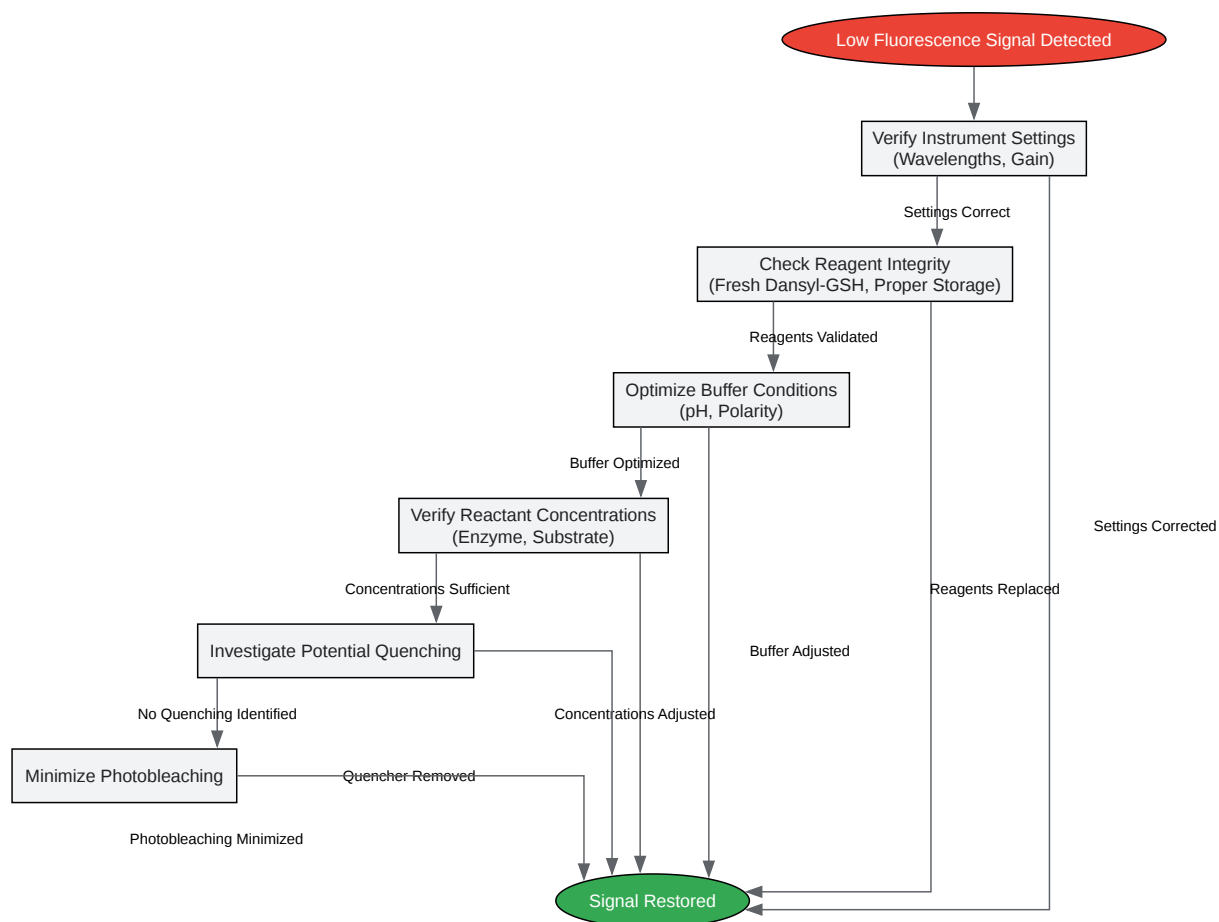 Low Fluorescence Signal Detected
Verify Instrument Settings
(Wavelengths, Gain)
Settings Correct
Check Reagent Integrity
(Fresh Dansyl-GSH, Proper Storage)
Reagents Validated
Optimize Buffer Conditions
(pH, Polarity)
Buffer Optimized
Verify Reactant Concentrations
(Enzyme, Substrate)
Settings Corrected
Concentrations Sufficient
Reagents Replaced
Investigate Potential Quenching
Buffer Adjusted
No Quenching Identified
Concentrations Adjusted
Minimize Photobleaching
Quencher Removed
Photobleaching Minimized
Signal Restored